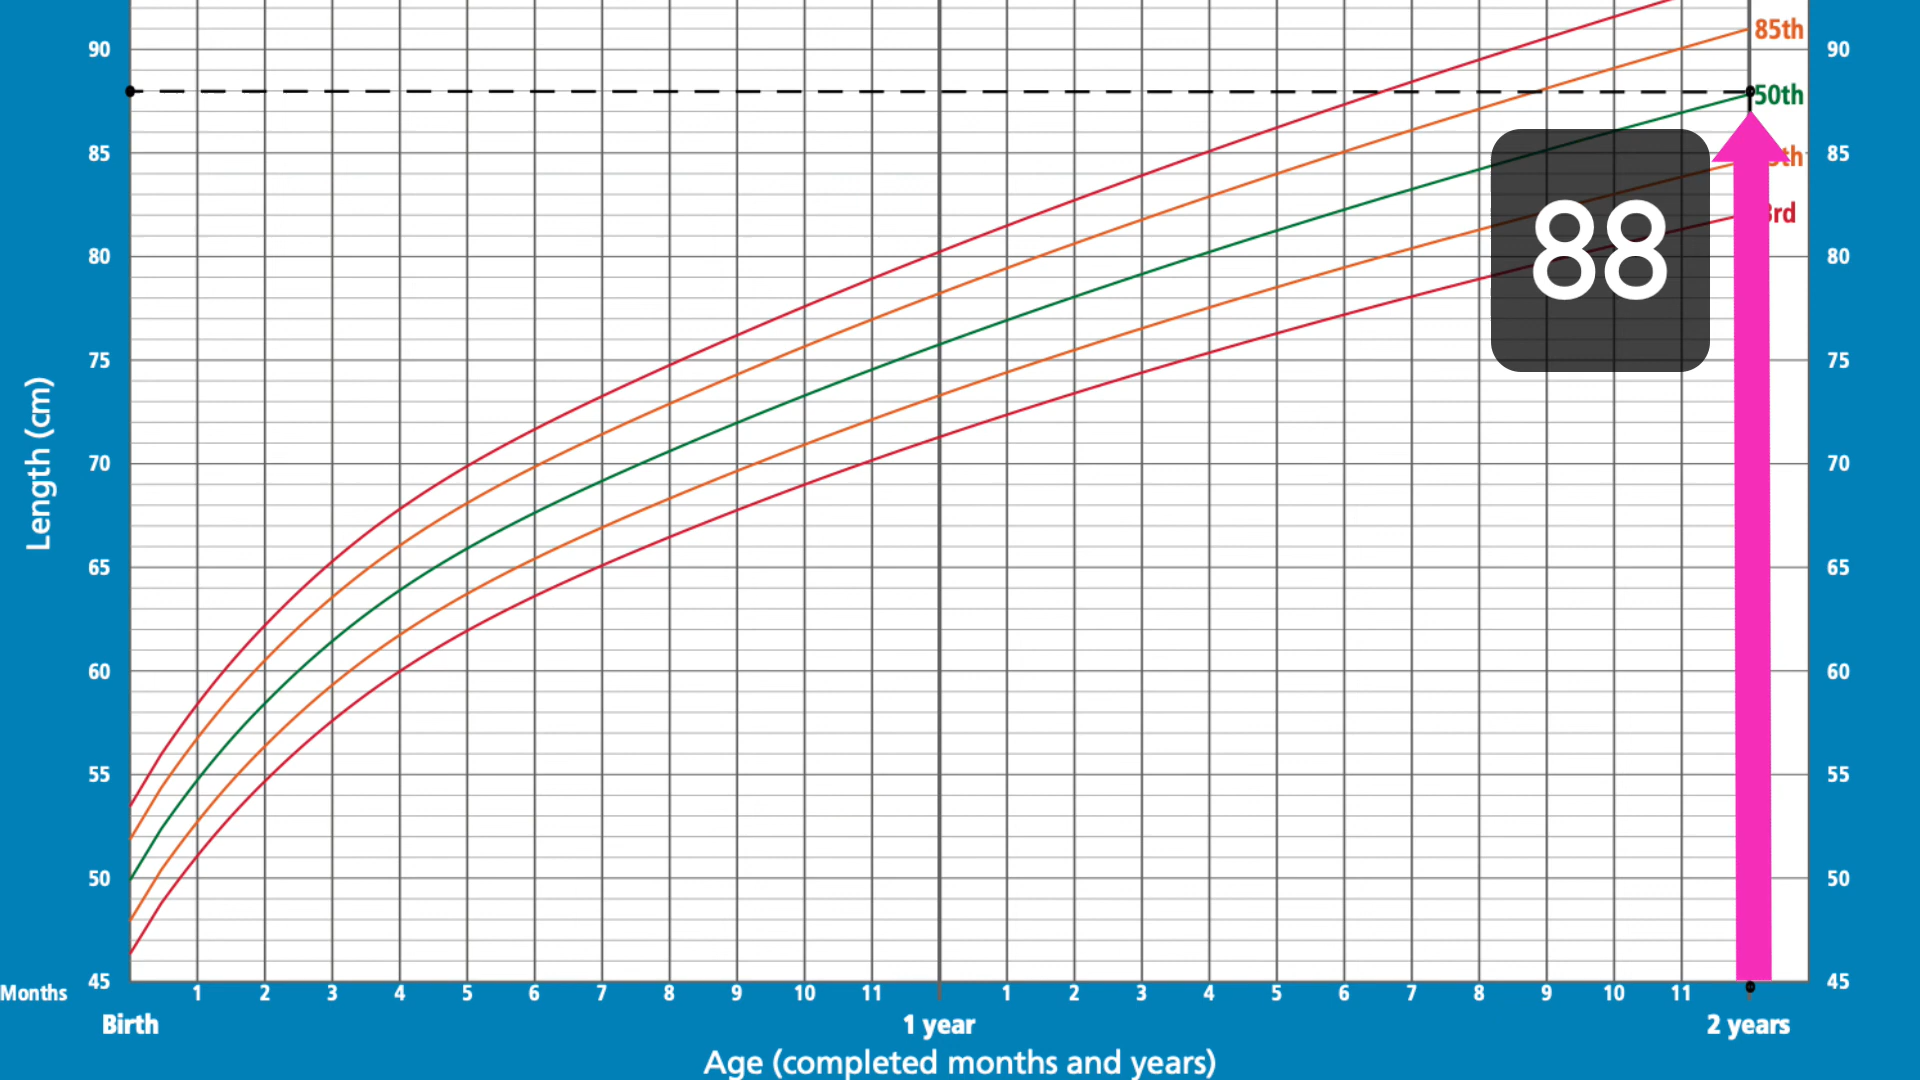 85th
90 90
50th
85 85
th
88
3rd
80 80
75 75
Length (cm)
70 70
65 65
60 60
55 55
50 50
45 45
Months 1 2 3 4 5 6 7 8 9 10 11 1 2 3 4 5 6 7 8 9 10 11
Birth 1 year 2 years
Age (completed months and years)